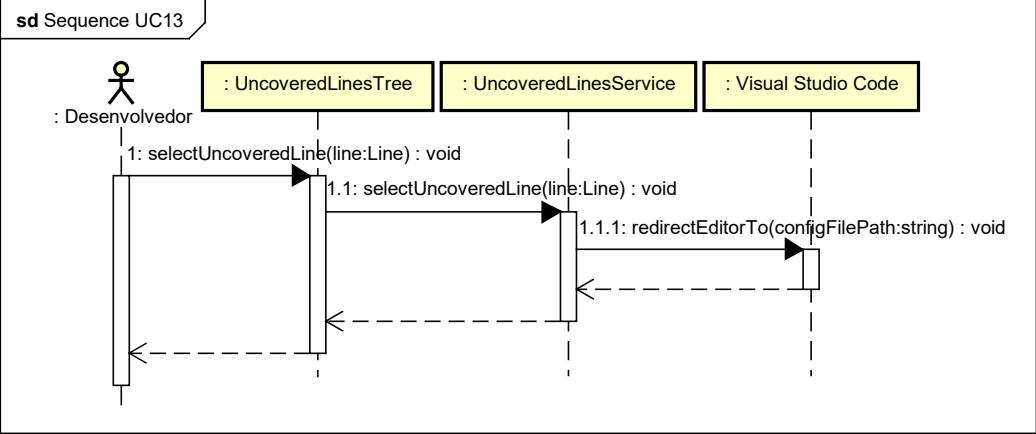 sd Sequence UC13
: Desenvolvedor
: UncoveredLinesTree
: UncoveredLinesService
: Visual Studio Code
1: selectUncoveredLine(line:Line) : void
1.1: selectUncoveredLine(line:Line) : void
1.1.1: redirectEditorTo(configFilePath:string) : void